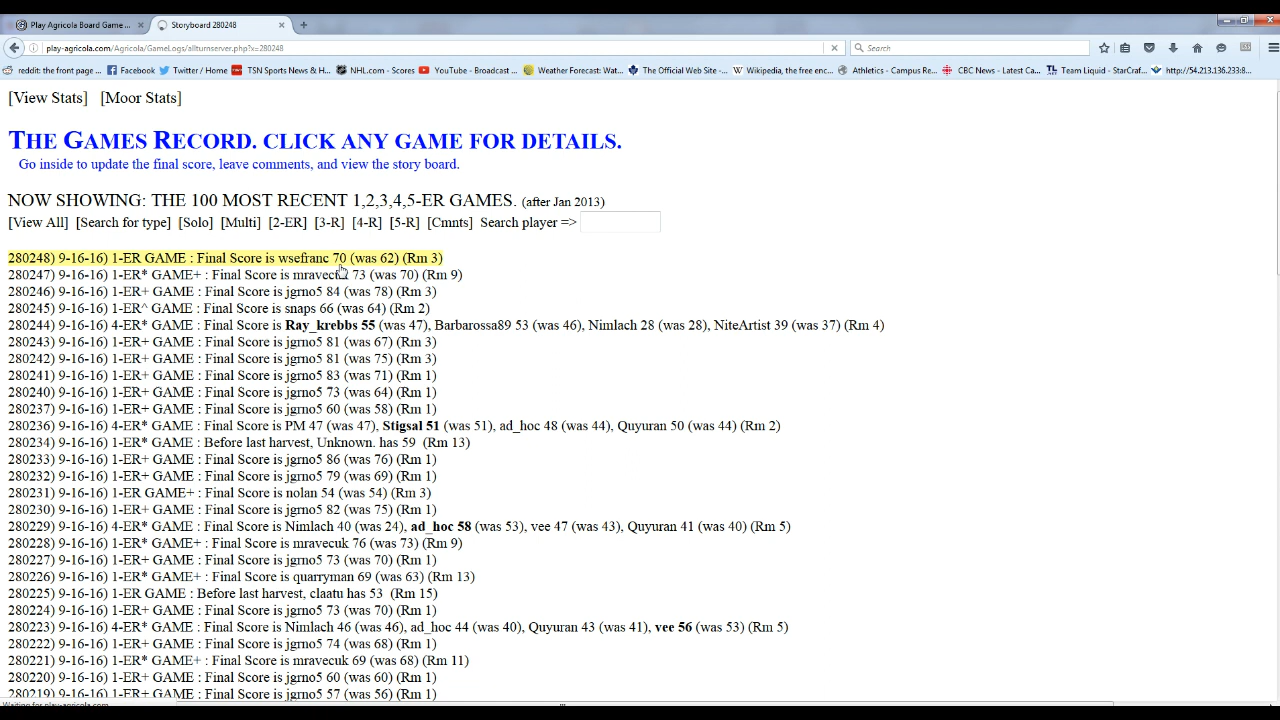 Play Agricola Board Game ... × Storyboard 280248 × +
play-agricola.com/Agricola/GameLogs/allturnserver.php?x=280248 Search
reddit: the front page ... Facebook Twitter / Home TSN Sports News & H... NHL.com - Scores YouTube - Broadcast ... Weather Forecast: Wat... The Official Web Site -... Wikipedia, the free enc... Athletics - Campus Re... CBC News - Latest Ca... Team Liquid - StarCraf... http://54.213.136.233:8...
[View Stats] [Moor Stats]
THE GAMES RECORD. CLICK ANY GAME FOR DETAILS.
Go inside to update the final score, leave comments, and view the story board.
NOW SHOWING: THE 100 MOST RECENT 1,2,3,4,5-ER GAMES. (after Jan 2013)
[View All] [Search for type] [Solo] [Multi] [2-ER] [3-R] [4-R] [5-R] [Cmnts] Search player =>
280248) 9-16-16) 1-ER GAME : Final Score is wsefranc 70 (was 62) (Rm 3)
280247) 9-16-16) 1-ER* GAME+ : Final Score is mravecuk 73 (was 70) (Rm 9)
280246) 9-16-16) 1-ER+ GAME : Final Score is jgrno5 84 (was 78) (Rm 3)
280245) 9-16-16) 1-ER^ GAME : Final Score is snaps 66 (was 64) (Rm 2)
280244) 9-16-16) 4-ER* GAME : Final Score is Ray_krebbs 55 (was 47), Barbarossa89 53 (was 46), Nimlach 28 (was 28), NiteArtist 39 (was 37) (Rm 4)
280243) 9-16-16) 1-ER+ GAME : Final Score is jgrno5 81 (was 67) (Rm 3)
280242) 9-16-16) 1-ER+ GAME : Final Score is jgrno5 81 (was 75) (Rm 3)
280241) 9-16-16) 1-ER+ GAME : Final Score is jgrno5 83 (was 71) (Rm 1)
280240) 9-16-16) 1-ER+ GAME : Final Score is jgrno5 73 (was 64) (Rm 1)
280237) 9-16-16) 1-ER+ GAME : Final Score is jgrno5 60 (was 58) (Rm 1)
280236) 9-16-16) 4-ER* GAME : Final Score is PM 47 (was 47), Stigsal 51 (was 51), ad_hoc 48 (was 44), Quyuran 50 (was 44) (Rm 2)
280234) 9-16-16) 1-ER* GAME : Before last harvest, Unknown. has 59 (Rm 13)
280233) 9-16-16) 1-ER+ GAME : Final Score is jgrno5 86 (was 76) (Rm 1)
280232) 9-16-16) 1-ER+ GAME : Final Score is jgrno5 79 (was 69) (Rm 1)
280231) 9-16-16) 1-ER GAME+ : Final Score is nolan 54 (was 54) (Rm 3)
280230) 9-16-16) 1-ER+ GAME : Final Score is jgrno5 82 (was 75) (Rm 1)
280229) 9-16-16) 4-ER* GAME : Final Score is Nimlach 40 (was 24), ad_hoc 58 (was 53), vee 47 (was 43), Quyuran 41 (was 40) (Rm 5)
280228) 9-16-16) 1-ER* GAME+ : Final Score is mravecuk 76 (was 73) (Rm 9)
280227) 9-16-16) 1-ER+ GAME : Final Score is jgrno5 73 (was 70) (Rm 1)
280226) 9-16-16) 1-ER* GAME+ : Final Score is quarryman 69 (was 63) (Rm 13)
280225) 9-16-16) 1-ER GAME : Before last harvest, claatu has 53 (Rm 15)
280224) 9-16-16) 1-ER+ GAME : Final Score is jgrno5 73 (was 70) (Rm 1)
280223) 9-16-16) 4-ER* GAME : Final Score is Nimlach 46 (was 46), ad_hoc 44 (was 40), Quyuran 43 (was 41), vee 56 (was 53) (Rm 5)
280222) 9-16-16) 1-ER+ GAME : Final Score is jgrno5 74 (was 68) (Rm 1)
280221) 9-16-16) 1-ER* GAME+ : Final Score is mravecuk 69 (was 68) (Rm 11)
280220) 9-16-16) 1-ER+ GAME : Final Score is jgrno5 60 (was 60) (Rm 1)
280219) 9-16-16) 1-ER+ GAME : Final Score is jgrno5 57 (was 56) (Rm 1)
Waiting for play-agricola.com